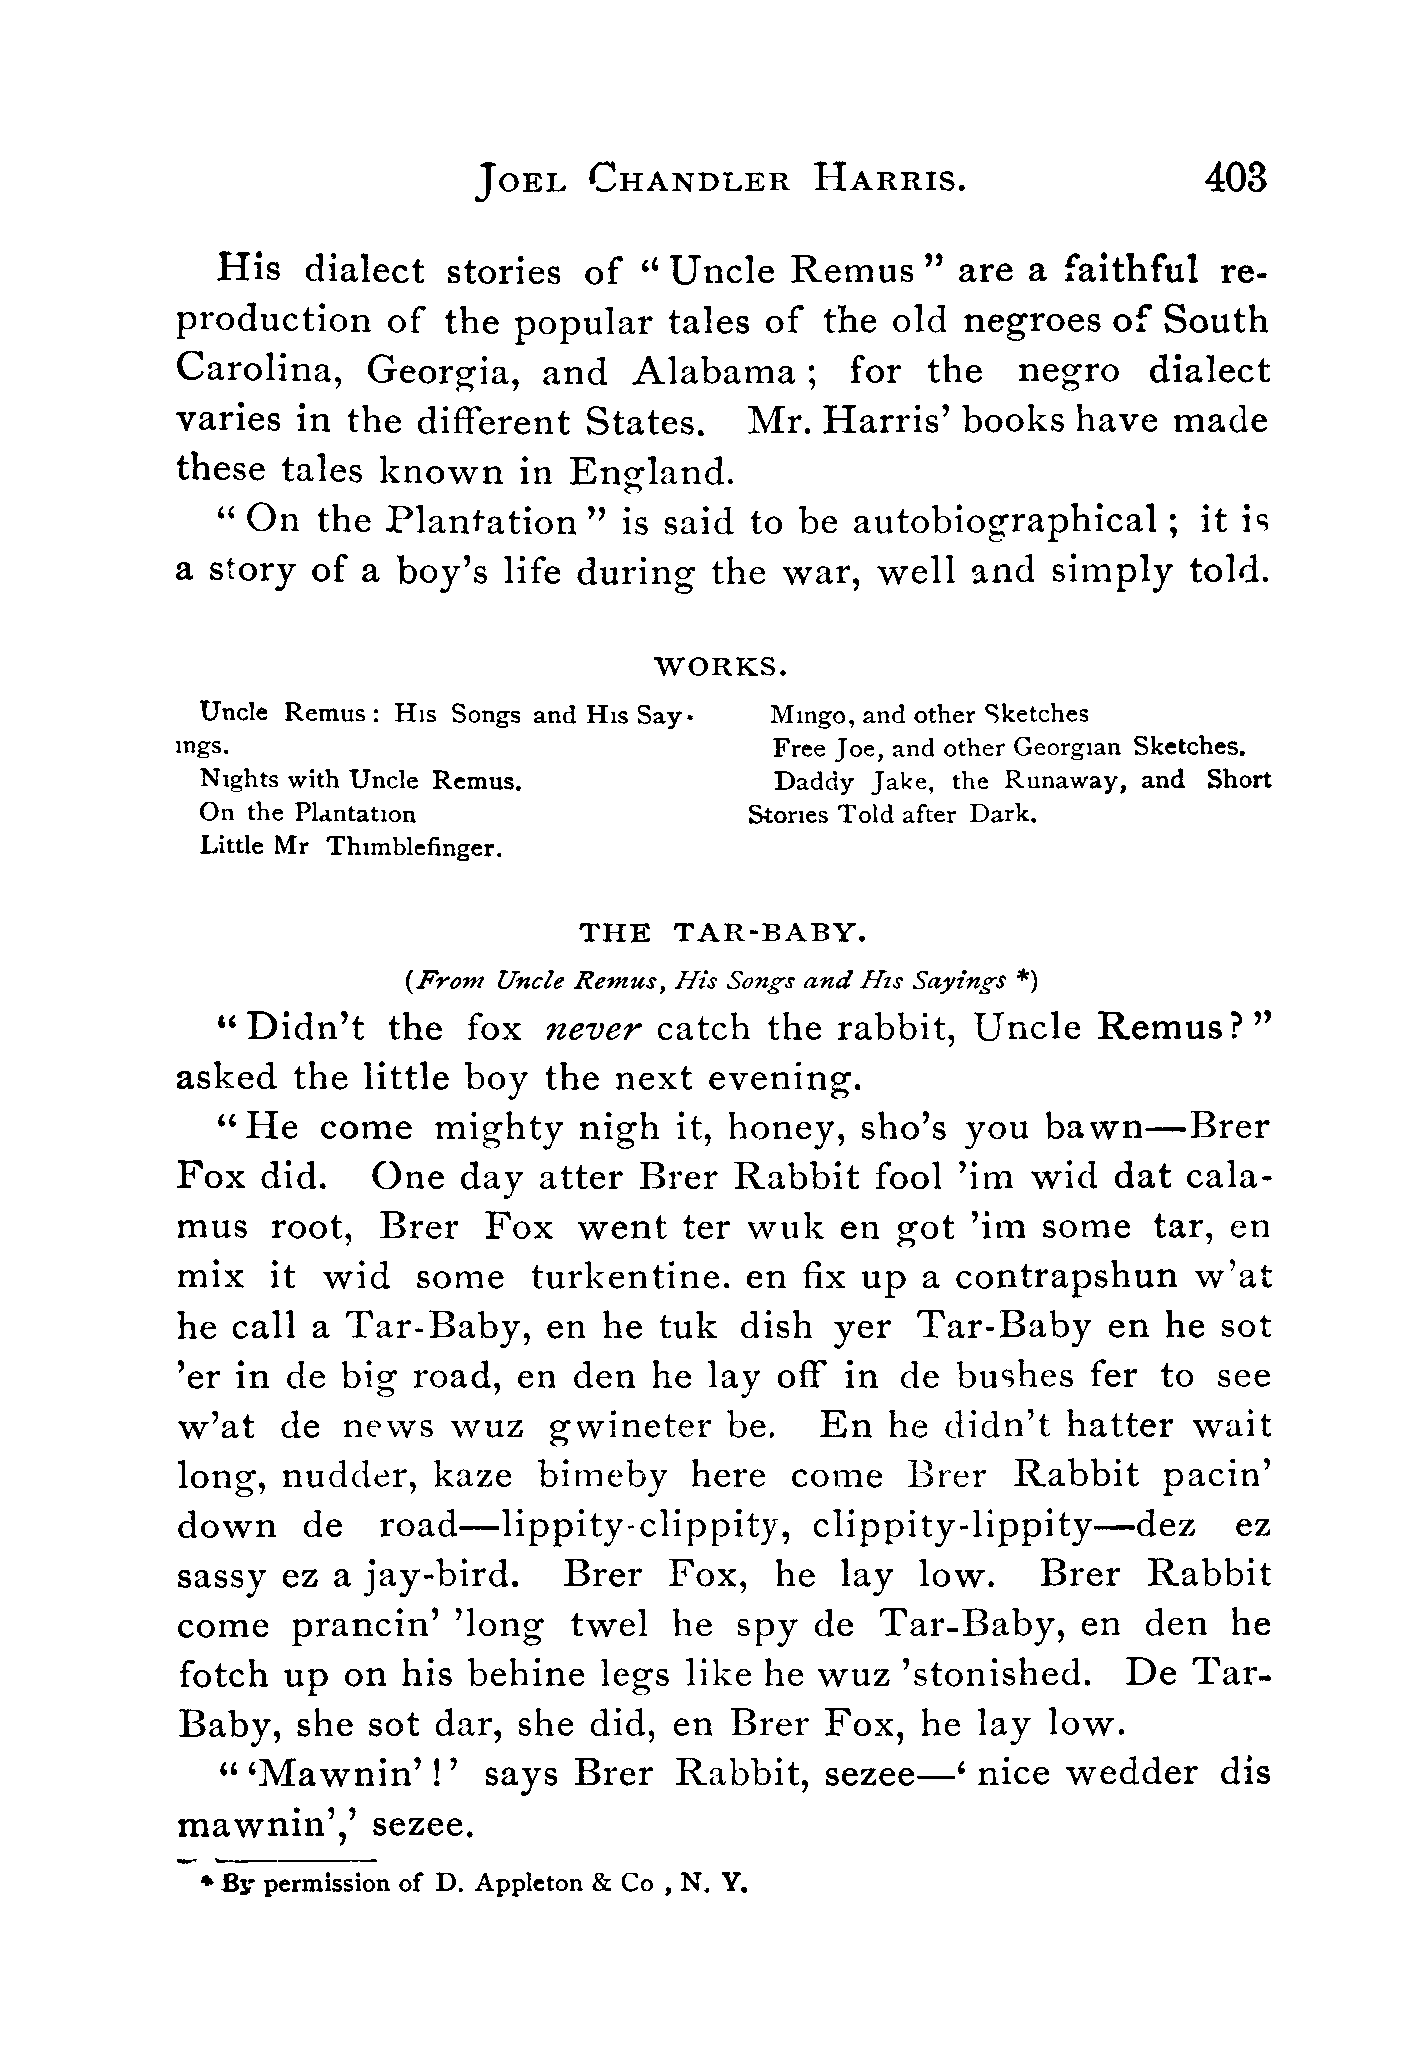 JOEL CHANDLER HARRIS. 403
His dialect stories of “Uncle Remus” are a faithful re-
production of the popular tales of the old negroes of South
Carolina, Georgia, and Alabama; for the negro dialect
varies in the different States. Mr. Harris’ books have made
these tales known in England.
“On the Plantation” is said to be autobiographical; it is
a story of a boy’s life during the war, well and simply told.
WORKS.
Uncle Remus: His Songs and His Say-
ings.
Nights with Uncle Remus.
On the Plantation
Little Mr Thimblefinger.
Mingo, and other Sketches
Free Joe, and other Georgian Sketches.
Daddy Jake, the Runaway, and Short
Stories Told after Dark.
THE TAR-BABY.
(From Uncle Remus, His Songs and His Sayings *)
“Didn’t the fox never catch the rabbit, Uncle Remus?”
asked the little boy the next evening.
“He come mighty nigh it, honey, sho’s you bawn—Brer
Fox did. One day atter Brer Rabbit fool ’im wid dat cala-
mus root, Brer Fox went ter wuk en got ’im some tar, en
mix it wid some turkentine. en fix up a contrapshun w’at
he call a Tar-Baby, en he tuk dish yer Tar-Baby en he sot
’er in de big road, en den he lay off in de bushes fer to see
w’at de news wuz gwineter be. En he didn’t hatter wait
long, nudder, kaze bimeby here come Brer Rabbit pacin’
down de road—lippity-clippity, clippity-lippity—dez ez
sassy ez a jay-bird. Brer Fox, he lay low. Brer Rabbit
come prancin’ ’long twel he spy de Tar-Baby, en den he
fotch up on his behine legs like he wuz ’stonished. De Tar-
Baby, she sot dar, she did, en Brer Fox, he lay low.
“‘Mawnin’!’ says Brer Rabbit, sezee—‘nice wedder dis
mawnin’,’ sezee.
* By permission of D. Appleton & Co , N. Y.